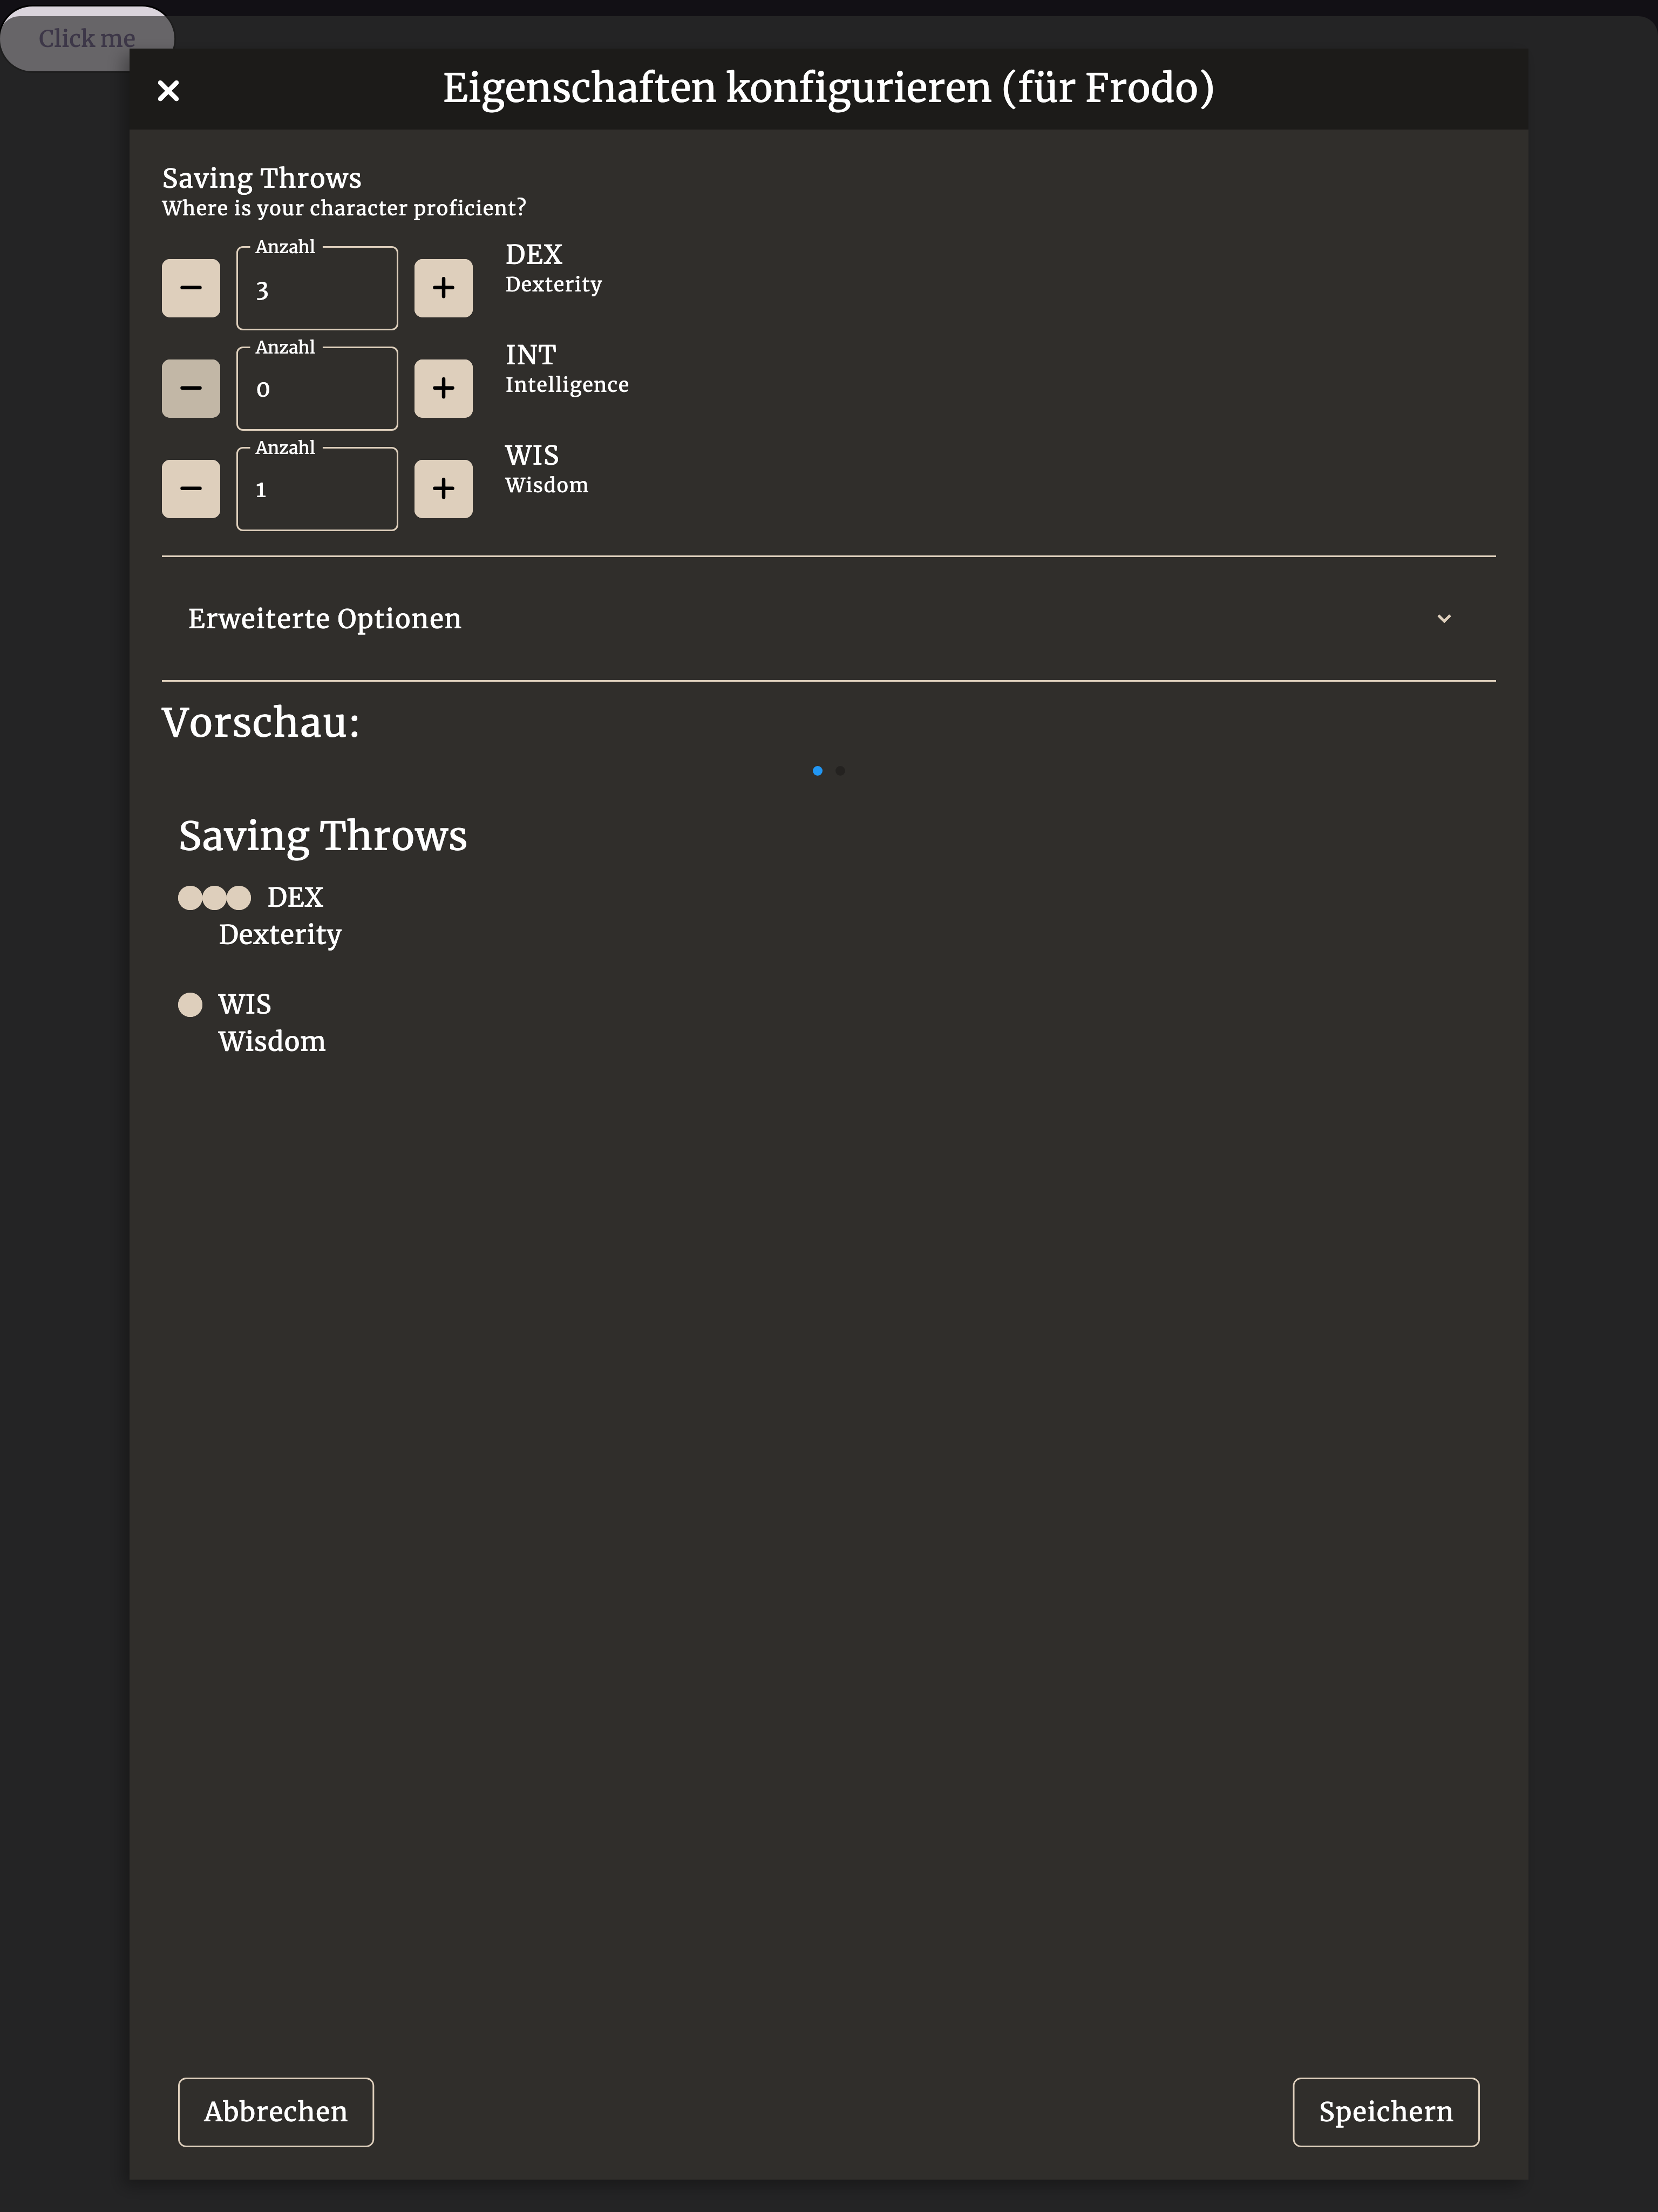 Click me
Eigenschaften konfigurieren (für Frodo)
Saving Throws
Where is your character proficient?
Anzahl
3
DEX
Dexterity
Anzahl
0
INT
Intelligence
Anzahl
1
WIS
Wisdom
Erweiterte Optionen
Vorschau:
Saving Throws
DEX
Dexterity
WIS
Wisdom
Abbrechen
Speichern